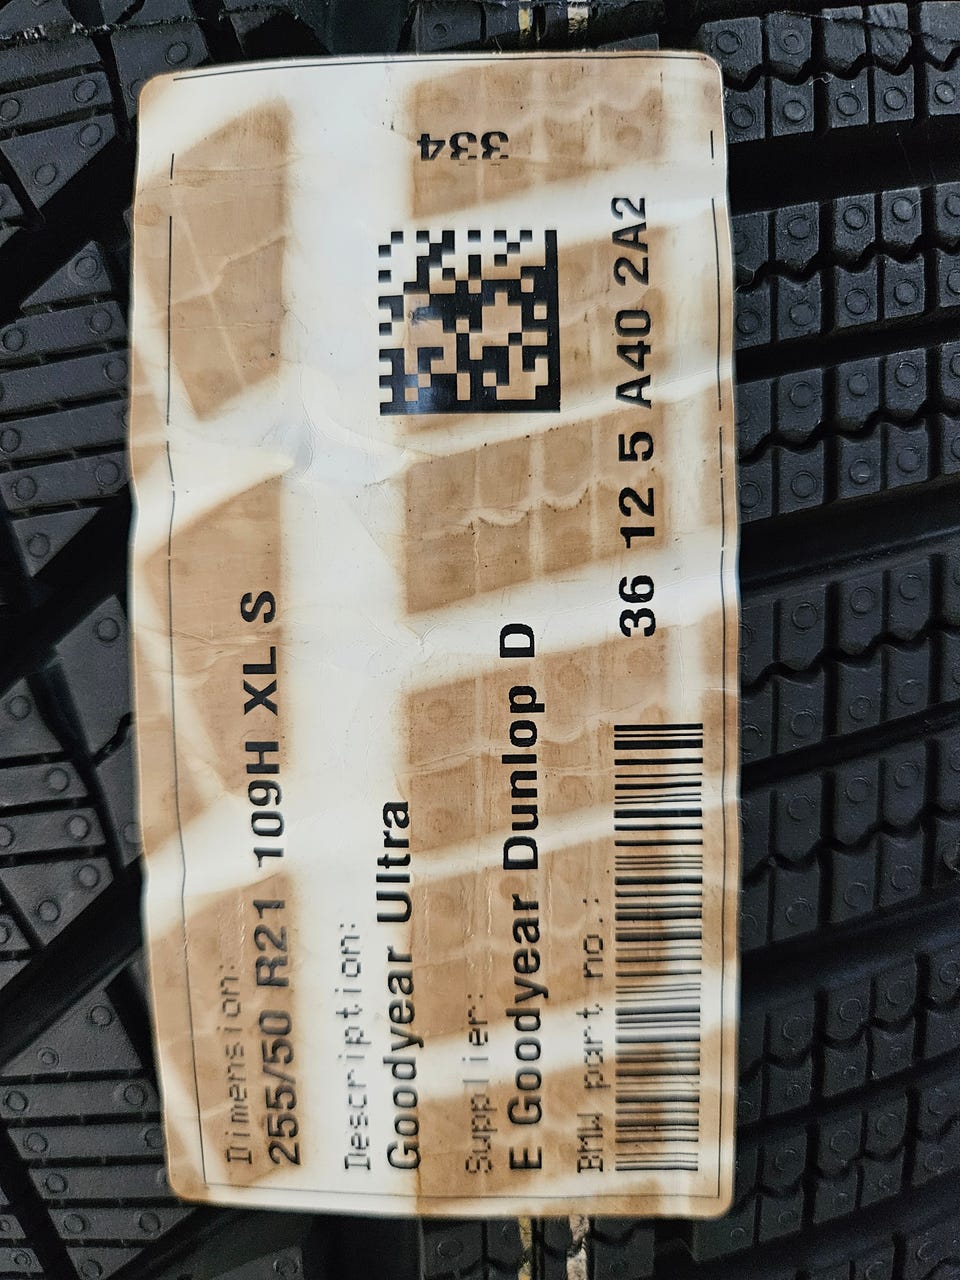 Dimension:
255/50 R21 109H XL S
Description:
Goodyear Ultra
Supplier:
E Goodyear Dunlop D
BMW part no.:
36 12 5 A40 2A2
334